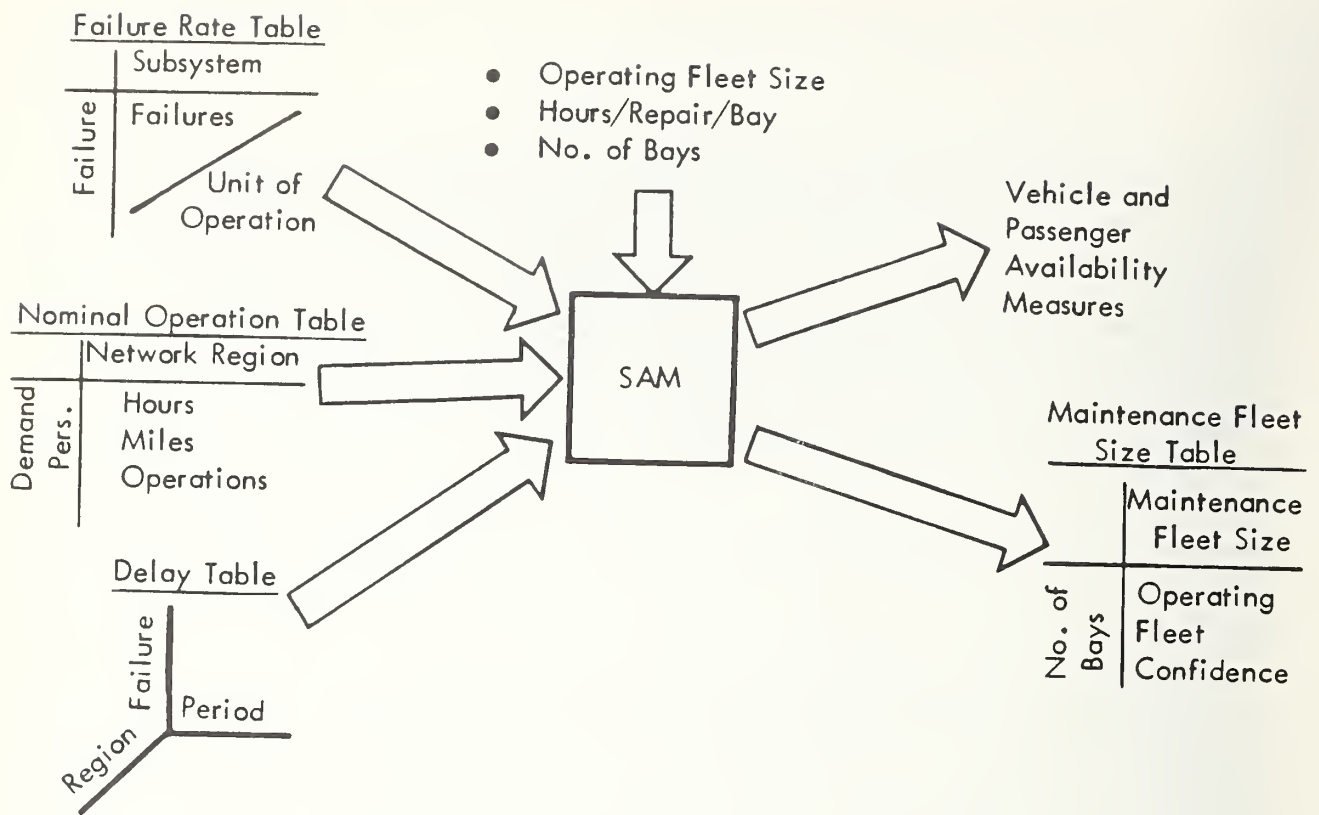 Failure Rate Table
Subsystem
Failure
Failures
Unit of
Operation
• Operating Fleet Size
• Hours/Repair/Bay
• No. of Bays
Nominal Operation Table
Network Region
Demand
Pers.
Hours
Miles
Operations
Delay Table
Failure
Period
Region
SAM
Vehicle and
Passenger
Availability
Measures
Maintenance Fleet
Size Table
Maintenance
Fleet Size
No. of
Bays
Operating
Fleet
Confidence